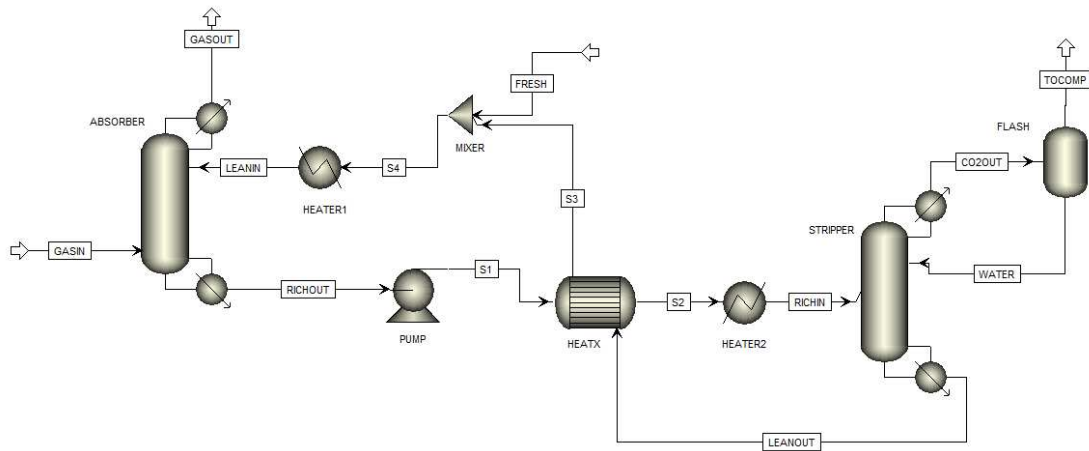 GASOUT
ABSORBER
FRESH
MIXER
S4
LEANIN
HEATER1
S3
GASIN
RICHOUT
PUMP
S1
HEATX
S2
HEATER2
RICHIN
STRIPPER
CO2OUT
TOCOMP
FLASH
WATER
LEANOUT